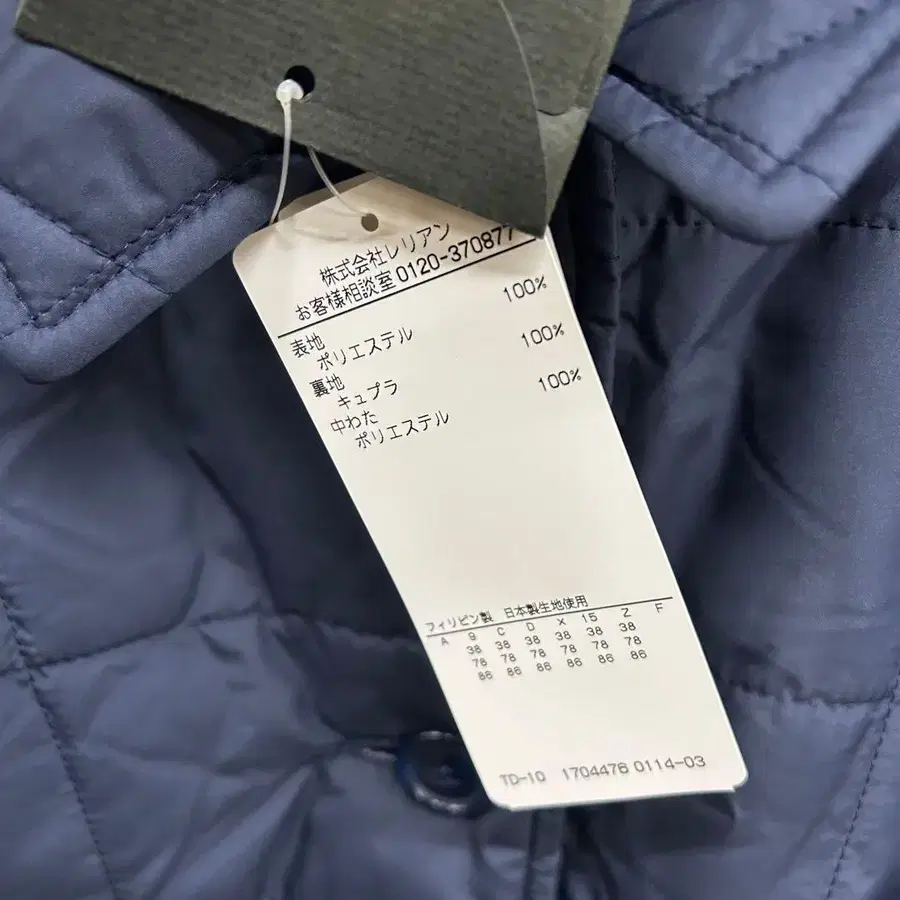 株式会社レリアン
お客様相談室 0120-370877
表地
ポリエステル 100%
裏地
キュプラ 100%
中わた
ポリエステル 100%
フィリピン製 日本製生地使用
A 9 C D X 15 Z F
38 38 38 38 38 38
78 78 78 78 78 78
86 86 86 86 86 86
TD-10 1704476 0114-03